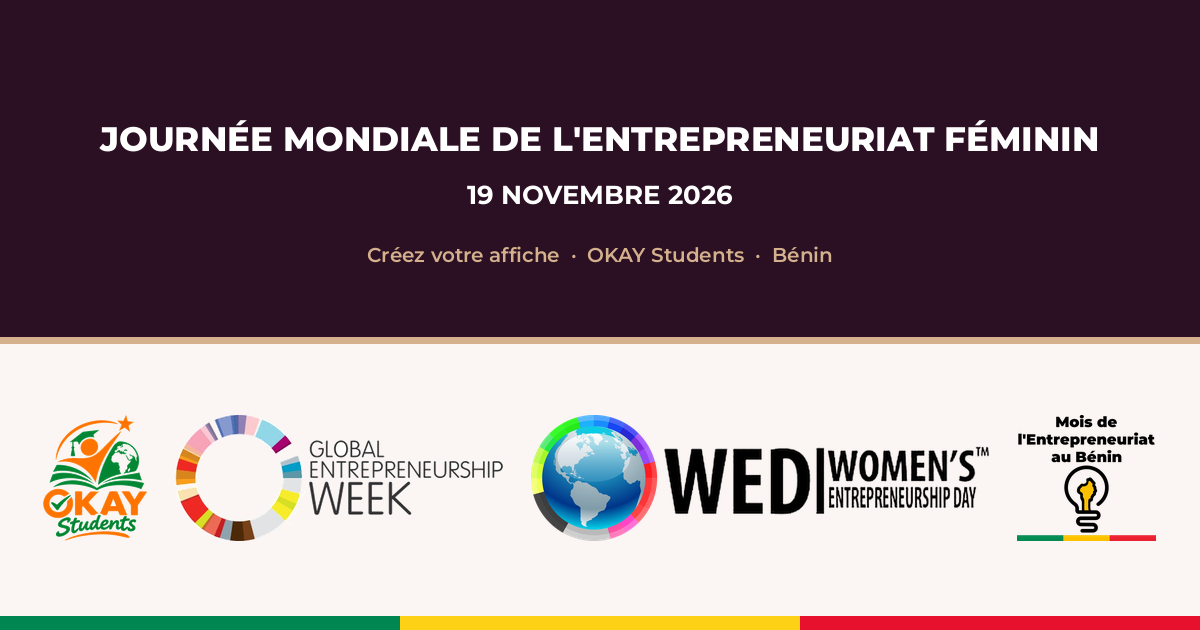 JOURNÉE MONDIALE DE L'ENTREPRENEURIAT FÉMININ
19 NOVEMBRE 2026
Créez votre affiche · OKAY Students · Bénin
OKAY
Students
GLOBAL
ENTREPRENEURSHIP
WEEK
WED
WOMEN'S™
ENTREPRENEURSHIP DAY
Mois de
l'Entrepreneuriat
au Bénin